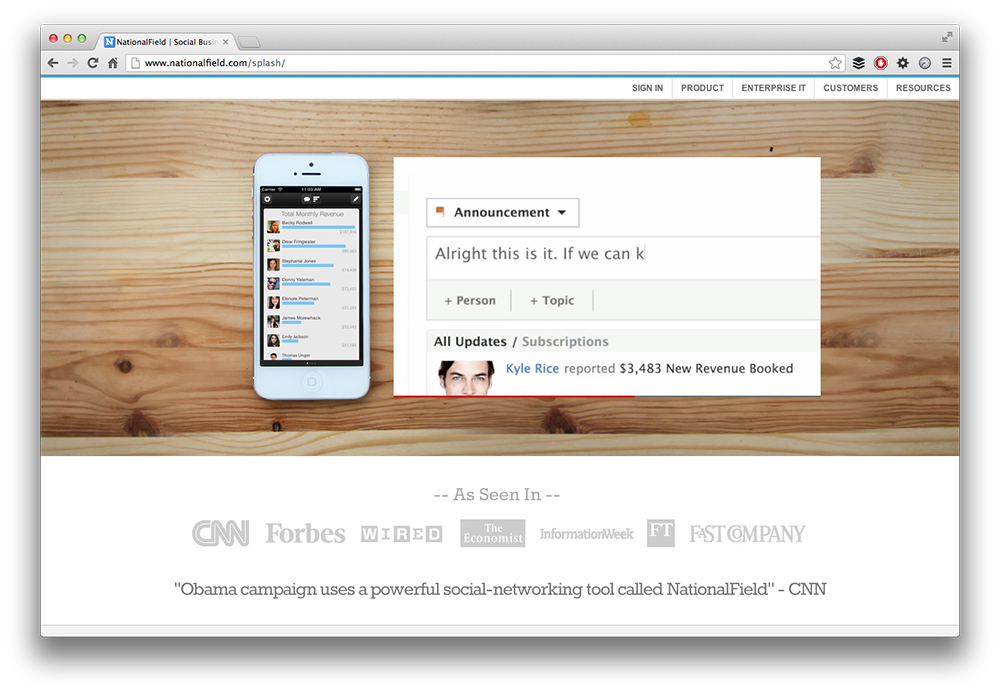 NationalField | Social Busin
www.nationalfield.com/splash/
SIGN IN PRODUCT ENTERPRISE IT CUSTOMERS RESOURCES
Carrier 11:03 AM
Total Monthly Revenue
Becky Rodwell
Drew Fringwater
Stephanie Jones
Donny Yateman
Elenore Peterman
James Morewhack
Emily Jackson
Thomas Unger
Announcement
Alright this is it. If we can k
+ Person + Topic
All Updates / Subscriptions
Kyle Rice reported $3,483 New Revenue Booked
-- As Seen In --
CNN Forbes WIRED The Economist InformationWeek FT FAST COMPANY
"Obama campaign uses a powerful social-networking tool called NationalField" - CNN